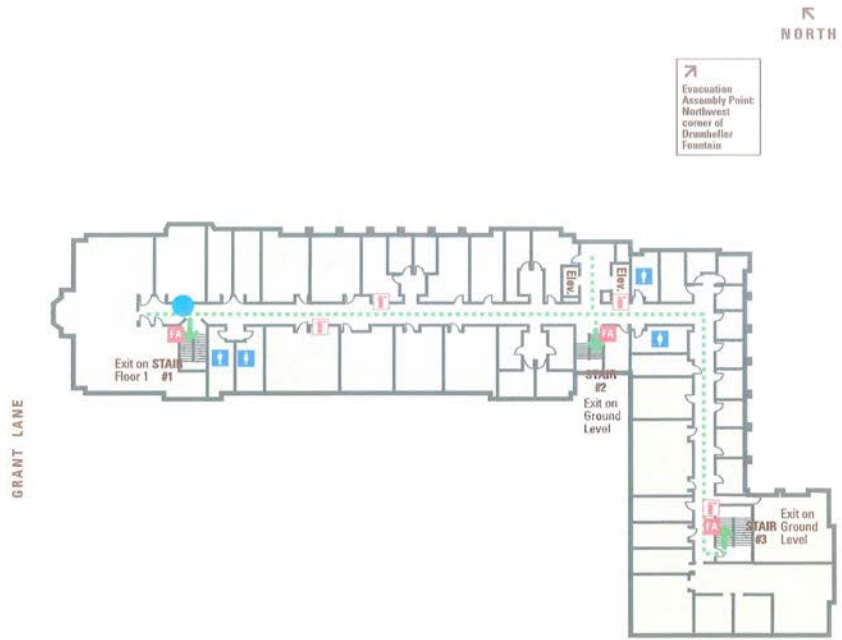 NORTH
Evacuation
Assembly Point:
Northwest
corner of
Drumheller
Fountain
Elev.
Elev.
FA
FA
Exit on STAIR
Floor 1 #1
STAIR
#2
Exit on
Ground
Level
GRANT LANE
FA
STAIR
#3
Exit on
Ground
Level